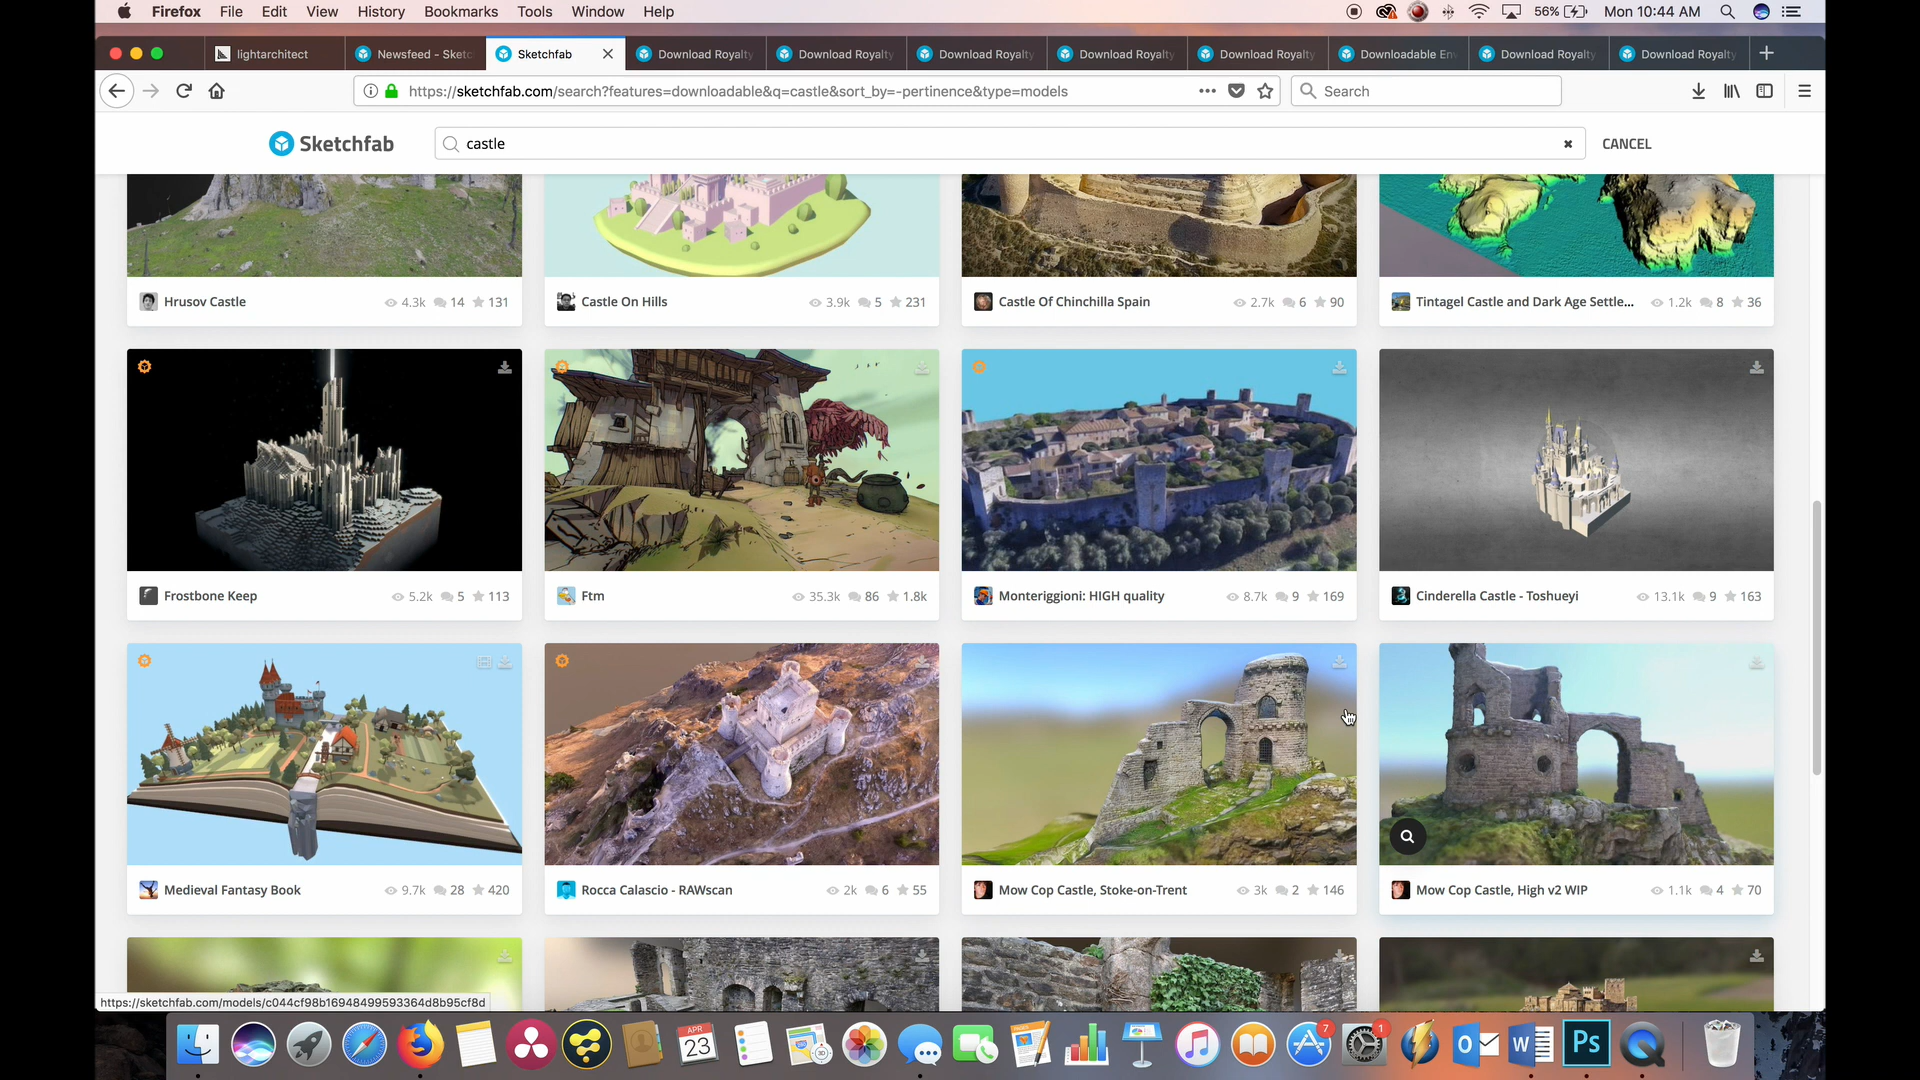 Firefox File Edit View History Bookmarks Tools Window Help 56% Mon 10:44 AM
lightarchitect Newsfeed - Sketc Sketchfab Download Royalty Download Royalty Download Royalty Download Royalty Download Royalty Downloadable En Download Royalty Download Royalty
https://sketchfab.com/search?features=downloadable&q=castle&sort_by=-pertinence&type=models Search
Sketchfab castle CANCEL
Hrusov Castle 4.3k 14 131 Castle On Hills 3.9k 5 231 Castle Of Chinchilla Spain 2.7k 6 90 Tintagel Castle and Dark Age Settle... 1.2k 8 36
Frostbone Keep 5.2k 5 113 Ftm 35.3k 86 1.8k Monteriggioni: HIGH quality 8.7k 9 169 Cinderella Castle - Toshueyi 13.1k 9 163
Medieval Fantasy Book 9.7k 28 420 Rocca Calascio - RAWscan 2k 6 55 Mow Cop Castle, Stoke-on-Trent 3k 2 146 Mow Cop Castle, High v2 WIP 1.1k 4 70
https://sketchfab.com/models/c044cf98b16948499593364d8b95cf8d
APR 23 PAGES 7 1 O W Ps